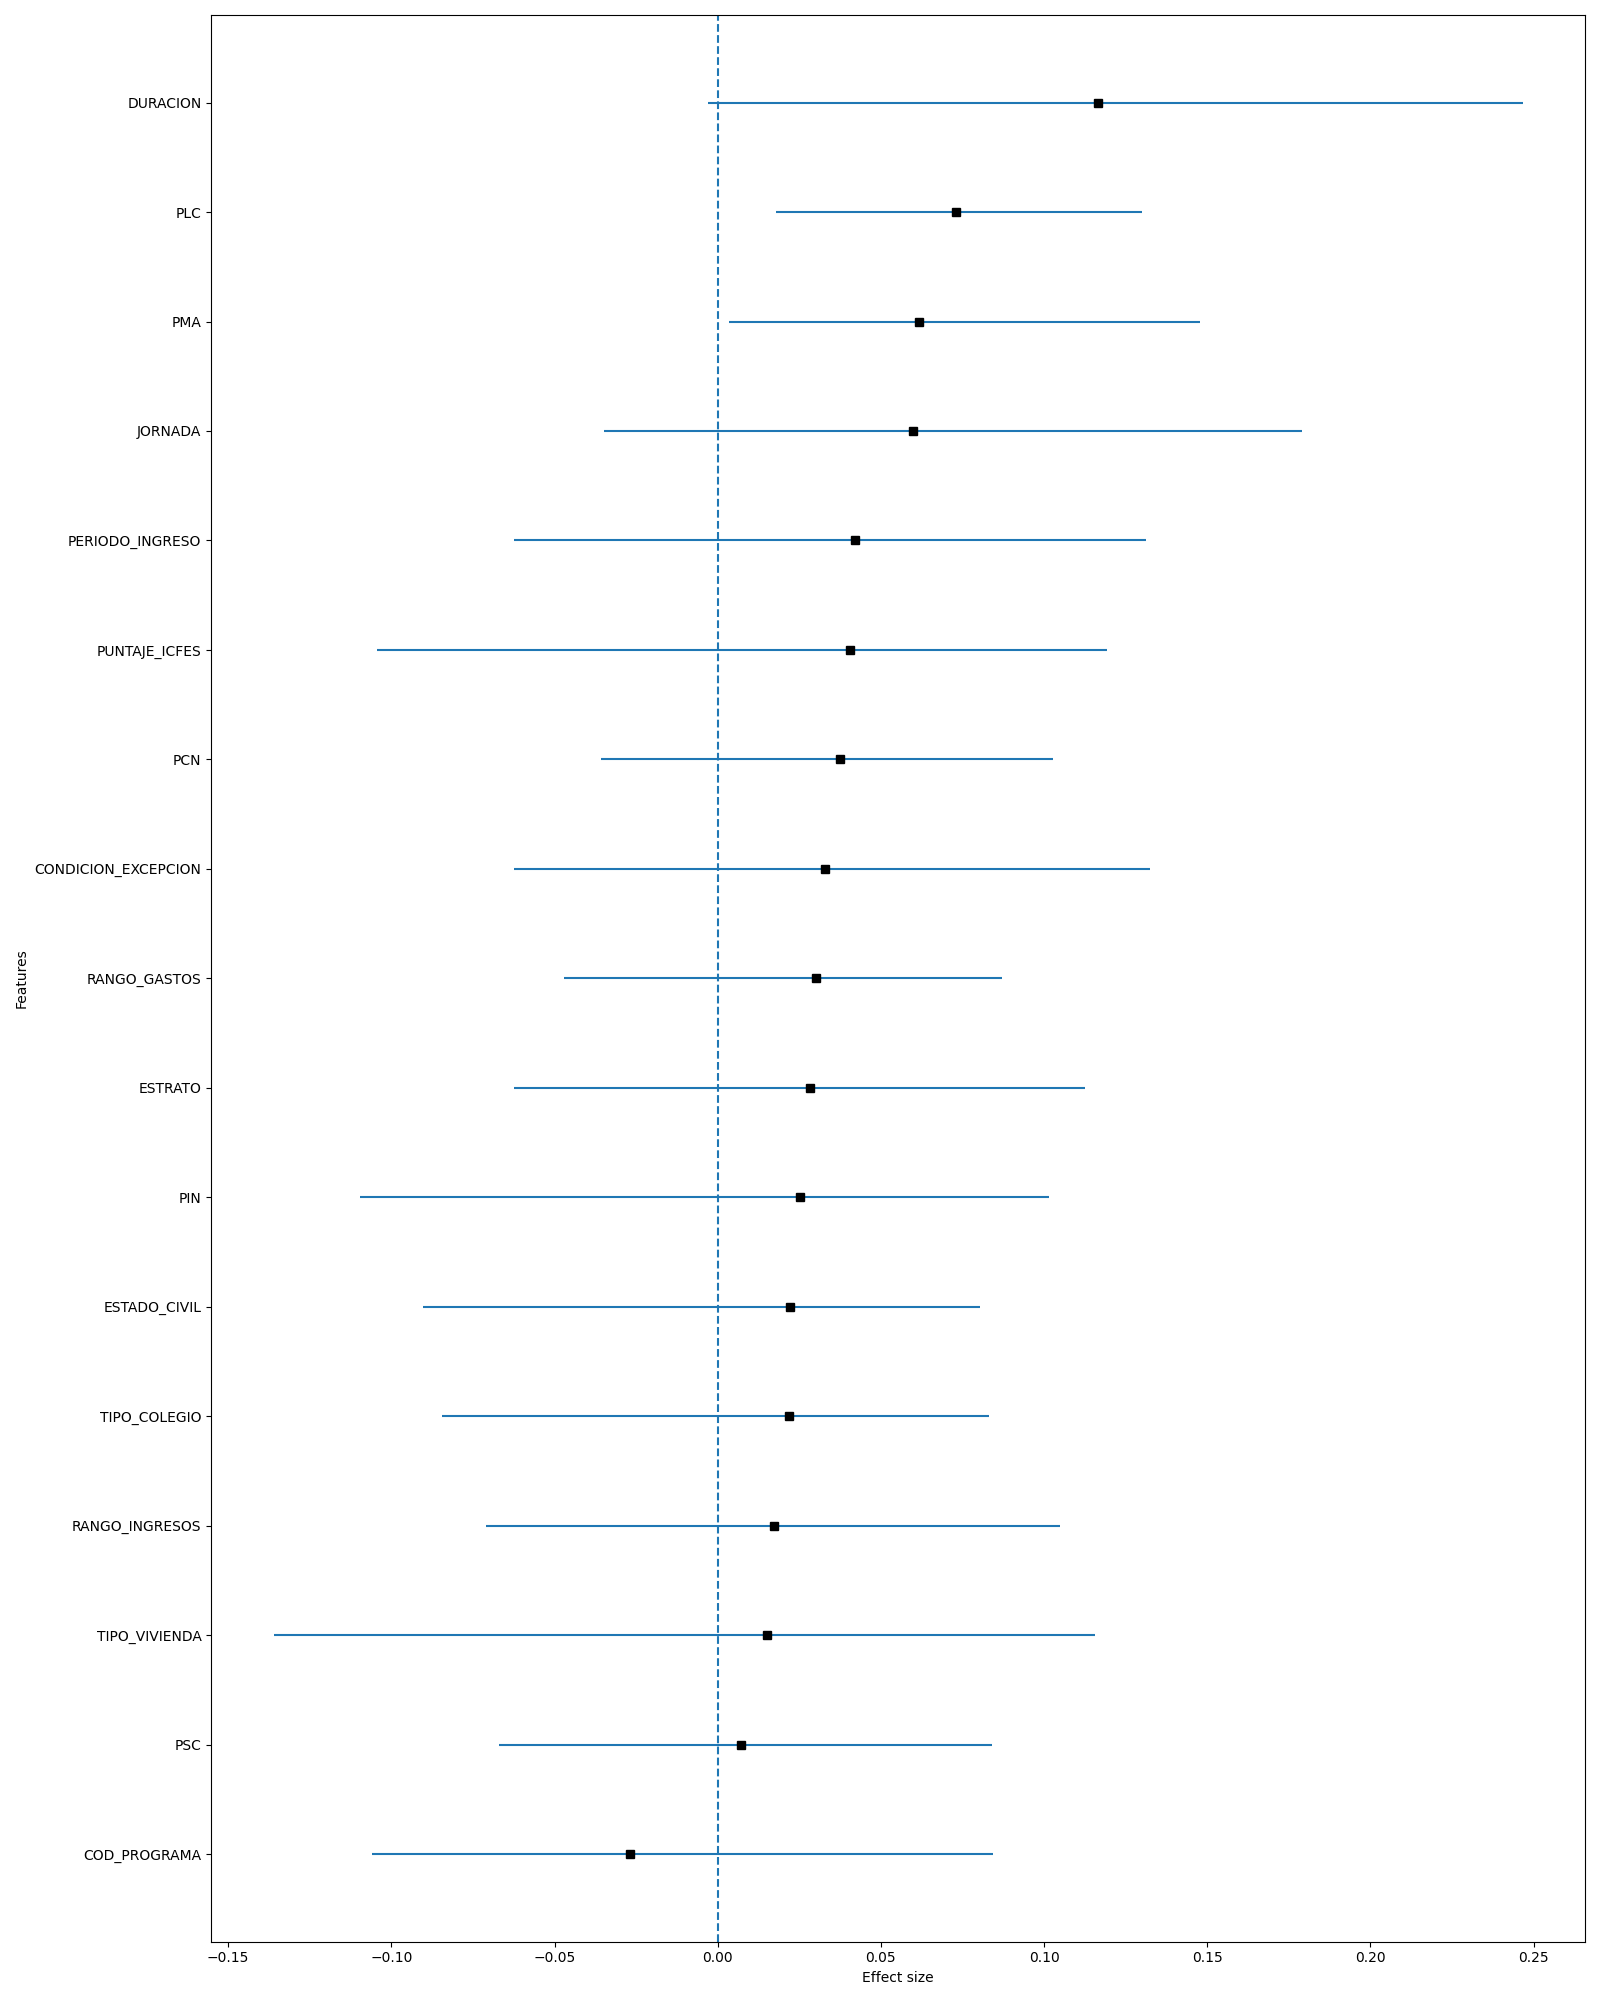 DURACION
PLC
PMA
JORNADA
PERIODO_INGRESO
PUNTAJE_ICFES
PCN
CONDICION_EXCEPCION
RANGO_GASTOS
Features
ESTRATO
PIN
ESTADO_CIVIL
TIPO_COLEGIO
RANGO_INGRESOS
TIPO_VIVIENDA
PSC
COD_PROGRAMA
−0.15 −0.10 −0.05 0.00 0.05 0.10 0.15 0.20 0.25
Effect size